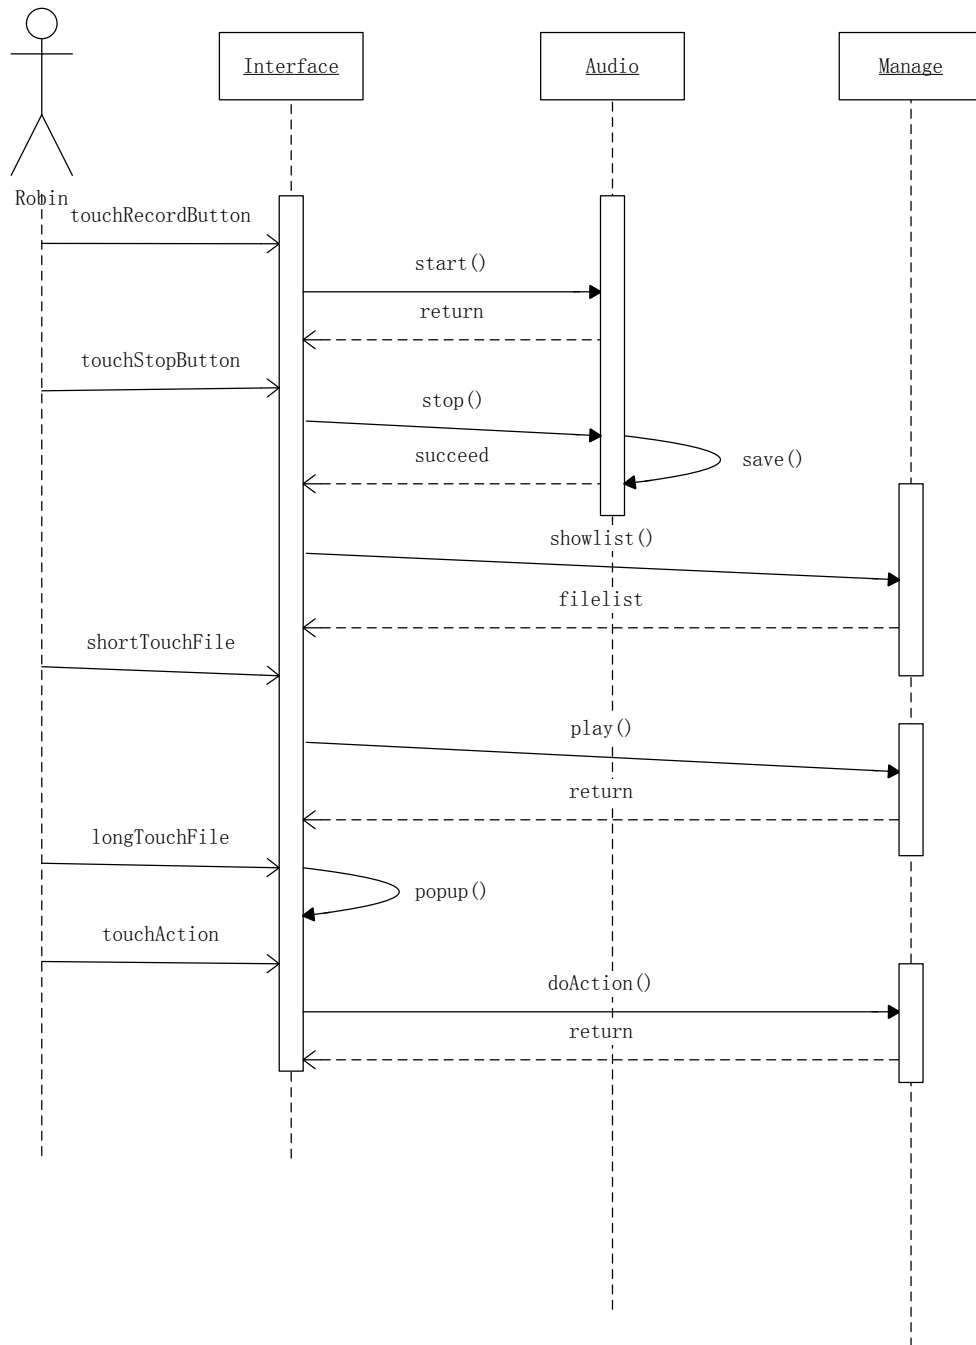 Interface
Audio
Manage
Robin
touchRecordButton
start()
return
touchStopButton
stop()
succeed
save()
showlist()
filelist
shortTouchFile
play()
return
longTouchFile
popup()
touchAction
doAction()
return